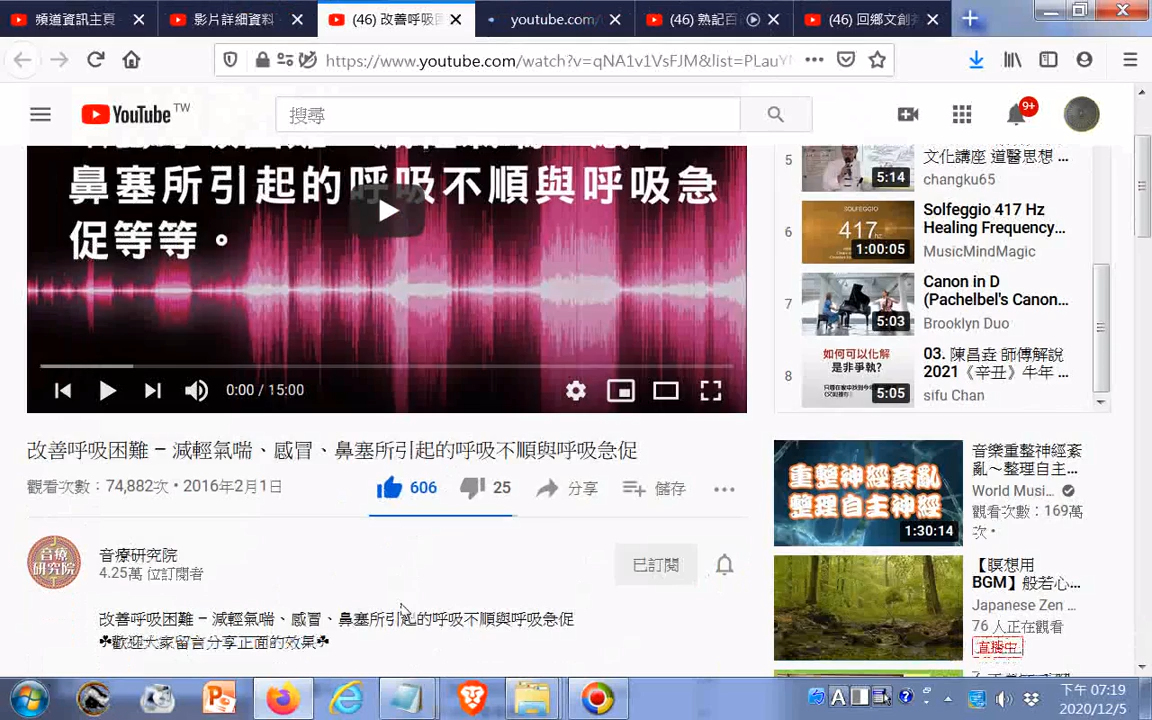 頻道資訊主頁
影片詳細資料
(46) 改善呼吸困
youtube.com/
(46) 熟記百
(46) 回鄉文創
https://www.youtube.com/watch?v=qNA1v1VsFJM&list=PLauYN
YouTube TW
搜尋
9+
鼻塞所引起的呼吸不順與呼吸急
促等等。
0:00 / 15:00
5
5:14
文化講座 道醫思想 ...
changku65
6
SOLFEGGIO
417 Hz
1:00:05
Solfeggio 417 Hz
Healing Frequency...
MusicMindMagic
7
5:03
Canon in D
(Pachelbel's Canon...
Brooklyn Duo
8
如何可以化解
是非爭執?
5:05
03. 陳昌垚 師傅解說
2021《辛丑》牛年 ...
sifu Chan
改善呼吸困難 – 減輕氣喘、感冒、鼻塞所引起的呼吸不順與呼吸急促
觀看次數：74,882次 • 2016年2月1日
606
25
分享
儲存
音療
研究院
音療研究院
4.25萬 位訂閱者
已訂閱
改善呼吸困難 – 減輕氣喘、感冒、鼻塞所引起的呼吸不順與呼吸急促
☘歡迎大家留言分享正面的效果☘
重整神經紊亂
整理自主神經
1:30:14
音樂重整神經紊
亂～整理自主...
World Musi...
觀看次數：169萬
次 •
【瞑想用
BGM】般若心...
Japanese Zen ...
76 人正在觀看
直播中
A
下午 07:19
2020/12/5